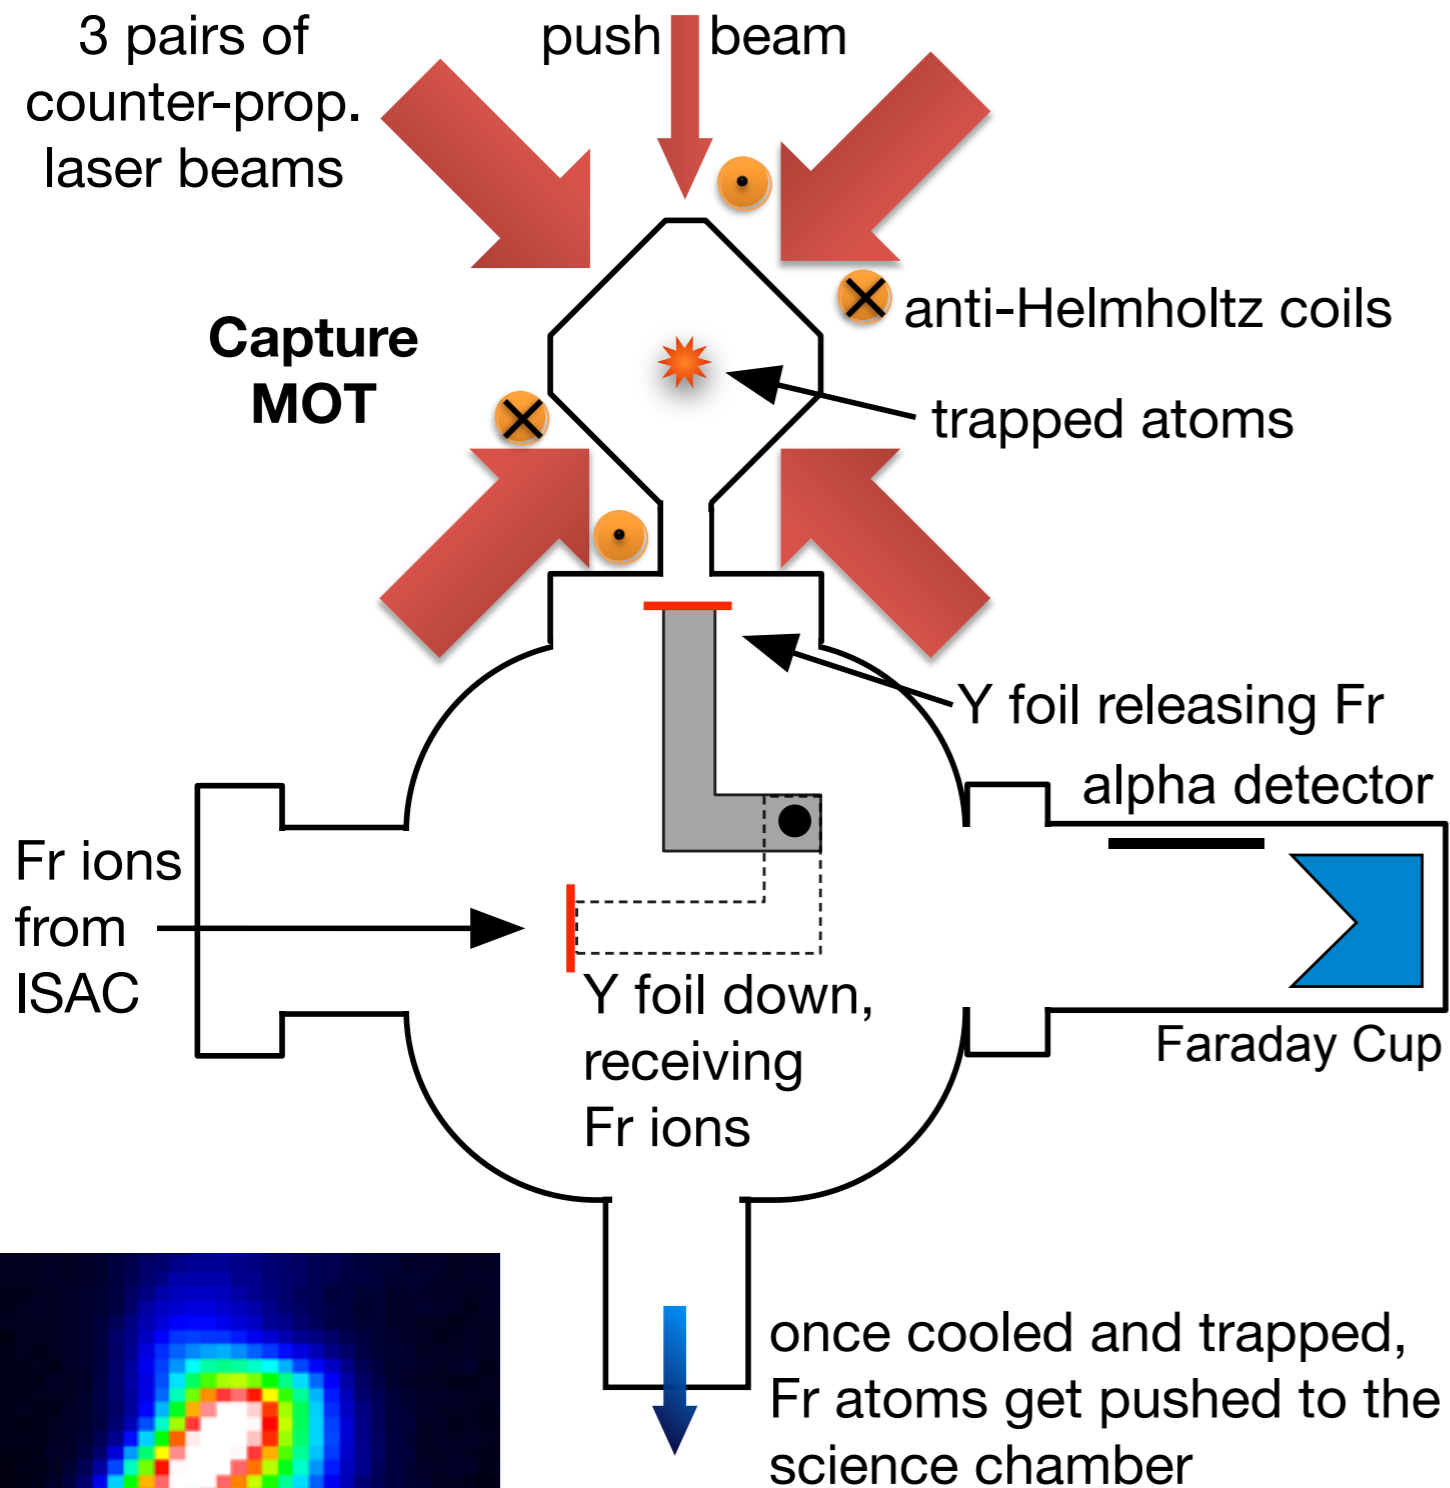 3 pairs of
counter-prop.
laser beams
push beam
anti-Helmholtz coils
Capture
MOT
trapped atoms
Y foil releasing Fr
alpha detector
Fr ions
from
ISAC
Y foil down,
receiving
Fr ions
Faraday Cup
once cooled and trapped,
Fr atoms get pushed to the
science chamber